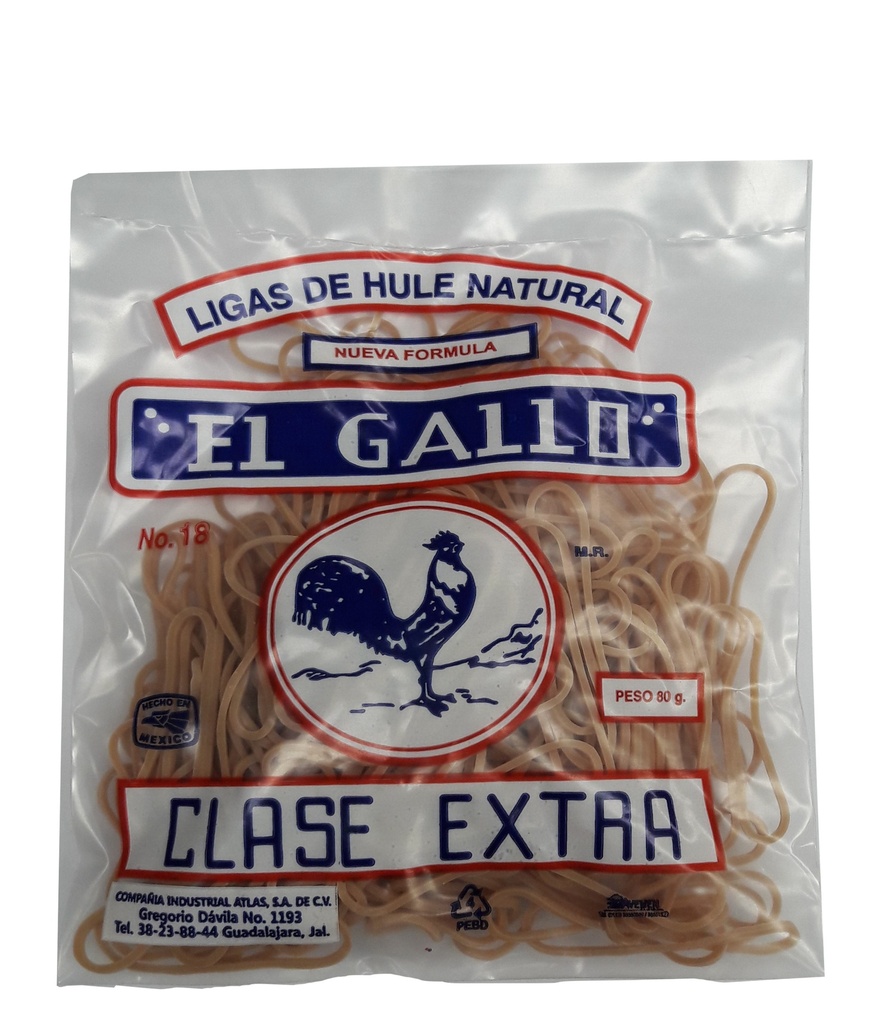 LIGAS DE HULE NATURAL
NUEVA FORMULA
El GAllO
No. 18
M.R.
PESO 80 g.
HECHO EN
MEXICO
CLASE EXTRA
COMPAÑIA INDUSTRIAL ATLAS, S.A. DE C.V.
Gregorio Dávila No. 1193
Tel. 38-23-88-44 Guadalajara, Jal.
PEBD